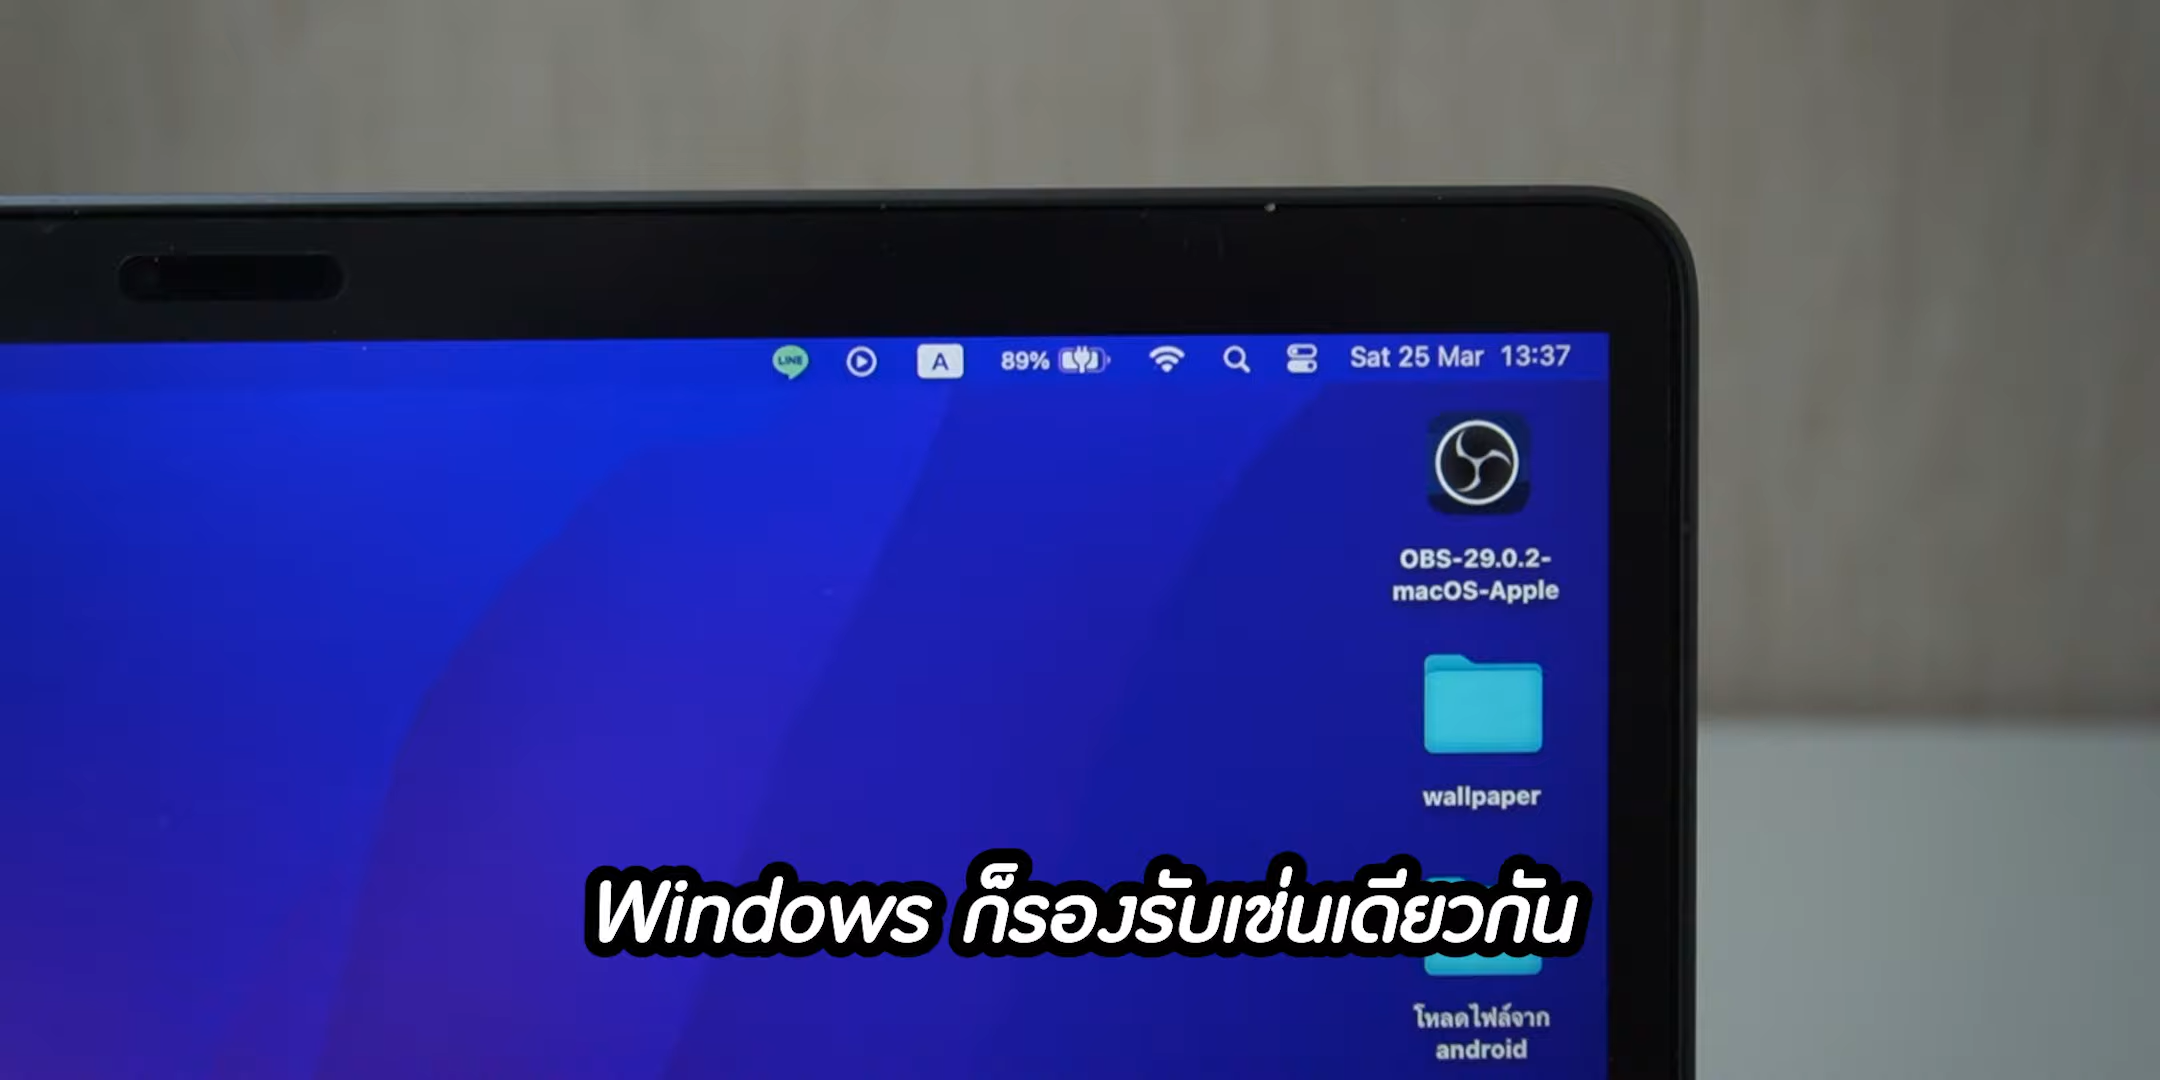 LINE
A
89%
Sat 25 Mar 13:37
OBS-29.0.2-
macOS-Apple
wallpaper
Windows ก็รองรับเช่นเดียวกัน
โหลดไฟล์จาก
android